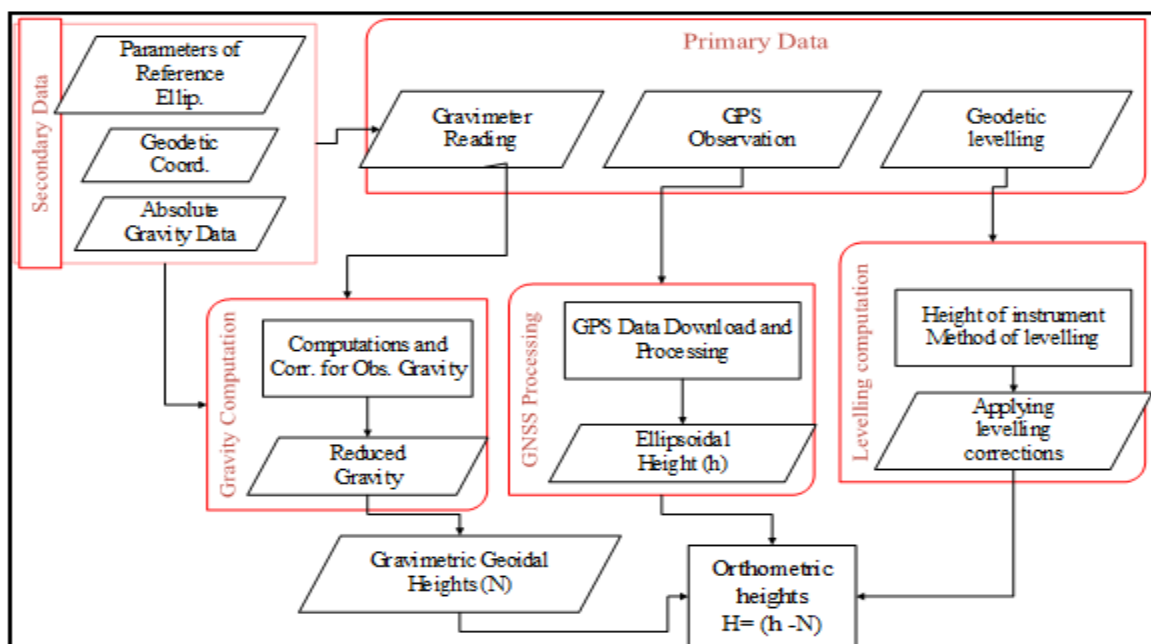 Secondary Data
Parameters of
Reference
Ellip.
Geodetic
Coord.
Absolute
Gravity Data
Primary Data
Gravimeter
Reading
GPS
Observation
Geodetic
levelling
Gravity Computation
Computations and
Corr. for Obs. Gravity
Reduced
Gravity
GNSS Processing
GPS Data Download and
Processing
Ellipsoidal
Height (h)
Levelling computation
Height of instrument
Method of levelling
Applying
levelling
corrections
Gravimetric Geoidal
Heights (N)
Orthometric
heights
H= (h -N)